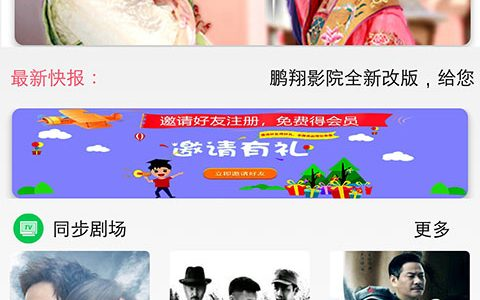 最新快报：
鹏翔影院全新改版，给您
邀请好友注册，免费得会员
邀请有礼
立即邀请好友
TV
同步剧场
更多